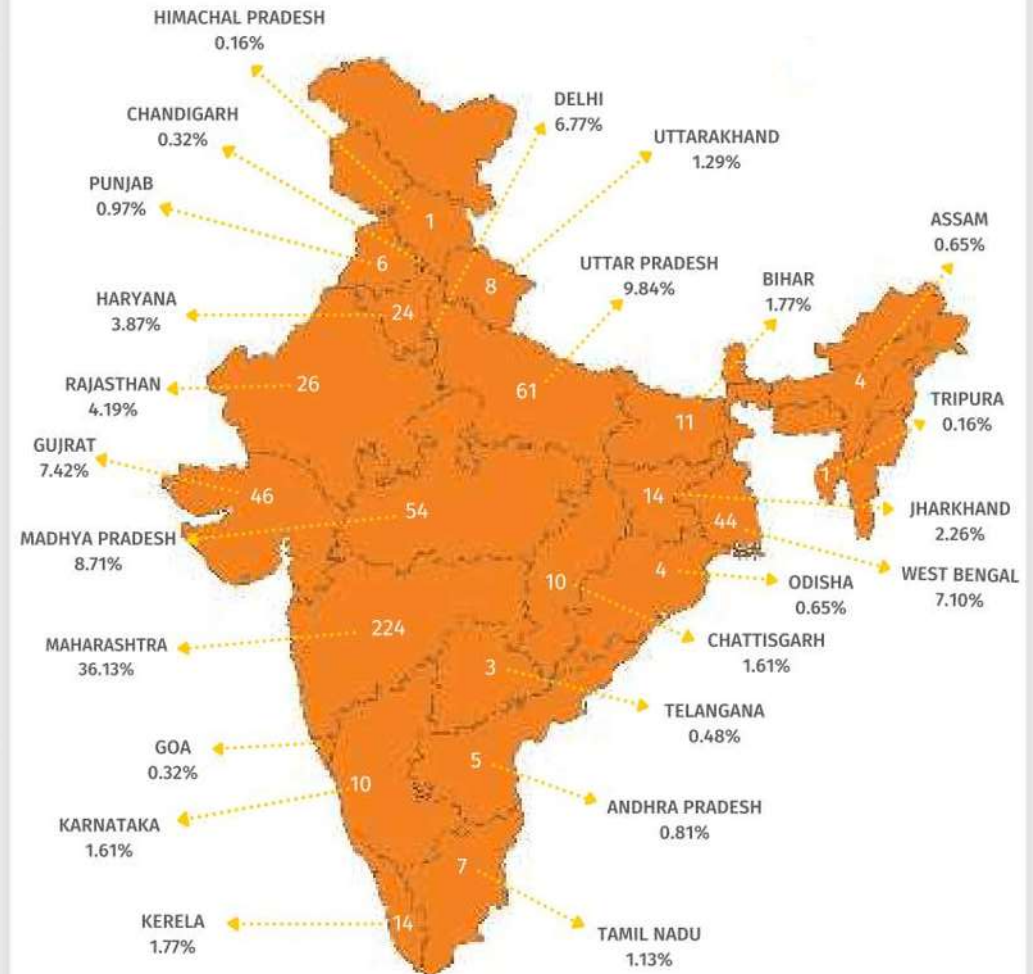 HIMACHAL PRADESH
0.16%
CHANDIGARH
0.32%
DELHI
6.77%
UTTARAKHAND
1.29%
PUNJAB
0.97%
ASSAM
0.65%
1
6
8
UTTAR PRADESH
9.84%
BIHAR
1.77%
HARYANA
3.87%
24
RAJASTHAN
4.19%
26
61
4
11
TRIPURA
0.16%
GUJRAT
7.42%
46
54
14
44
1
JHARKHAND
2.26%
MADHYA PRADESH
8.71%
10
4
ODISHA
0.65%
WEST BENGAL
7.10%
MAHARASHTRA
36.13%
224
CHATTISGARH
1.61%
3
TELANGANA
0.48%
GOA
0.32%
5
10
ANDHRA PRADESH
0.81%
KARNATAKA
1.61%
7
KERELA
1.77%
14
TAMIL NADU
1.13%